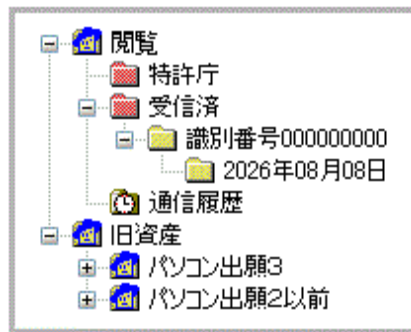 閲覧
特許庁
受信済
識別番号000000000
2026年08月08日
通信履歴
旧資産
パソコン出願3
パソコン出願2以前